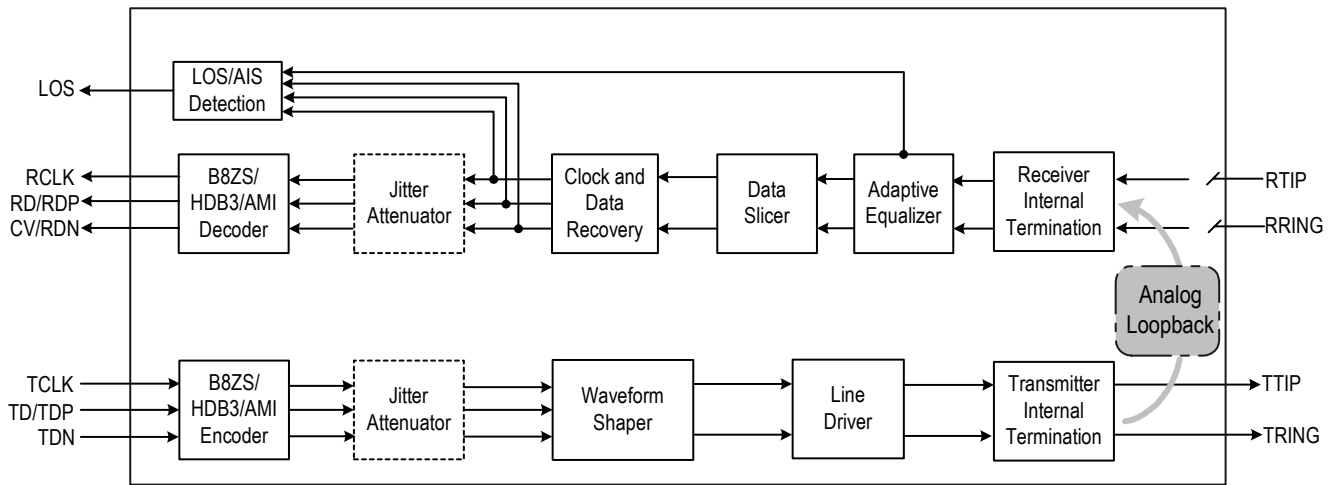 LOS
LOS/AIS
Detection
RCLK
RD/RDP
CV/RDN
B8ZS/
HDB3/AMI
Decoder
Jitter
Attenuator
Clock and
Data
Recovery
Data
Slicer
Adaptive
Equalizer
Receiver
Internal
Termination
RTIP
RRING
Analog
Loopback
TCLK
TD/TDP
TDN
B8ZS/
HDB3/AMI
Encoder
Jitter
Attenuator
Waveform
Shaper
Line
Driver
Transmitter
Internal
Termination
TTIP
TRING